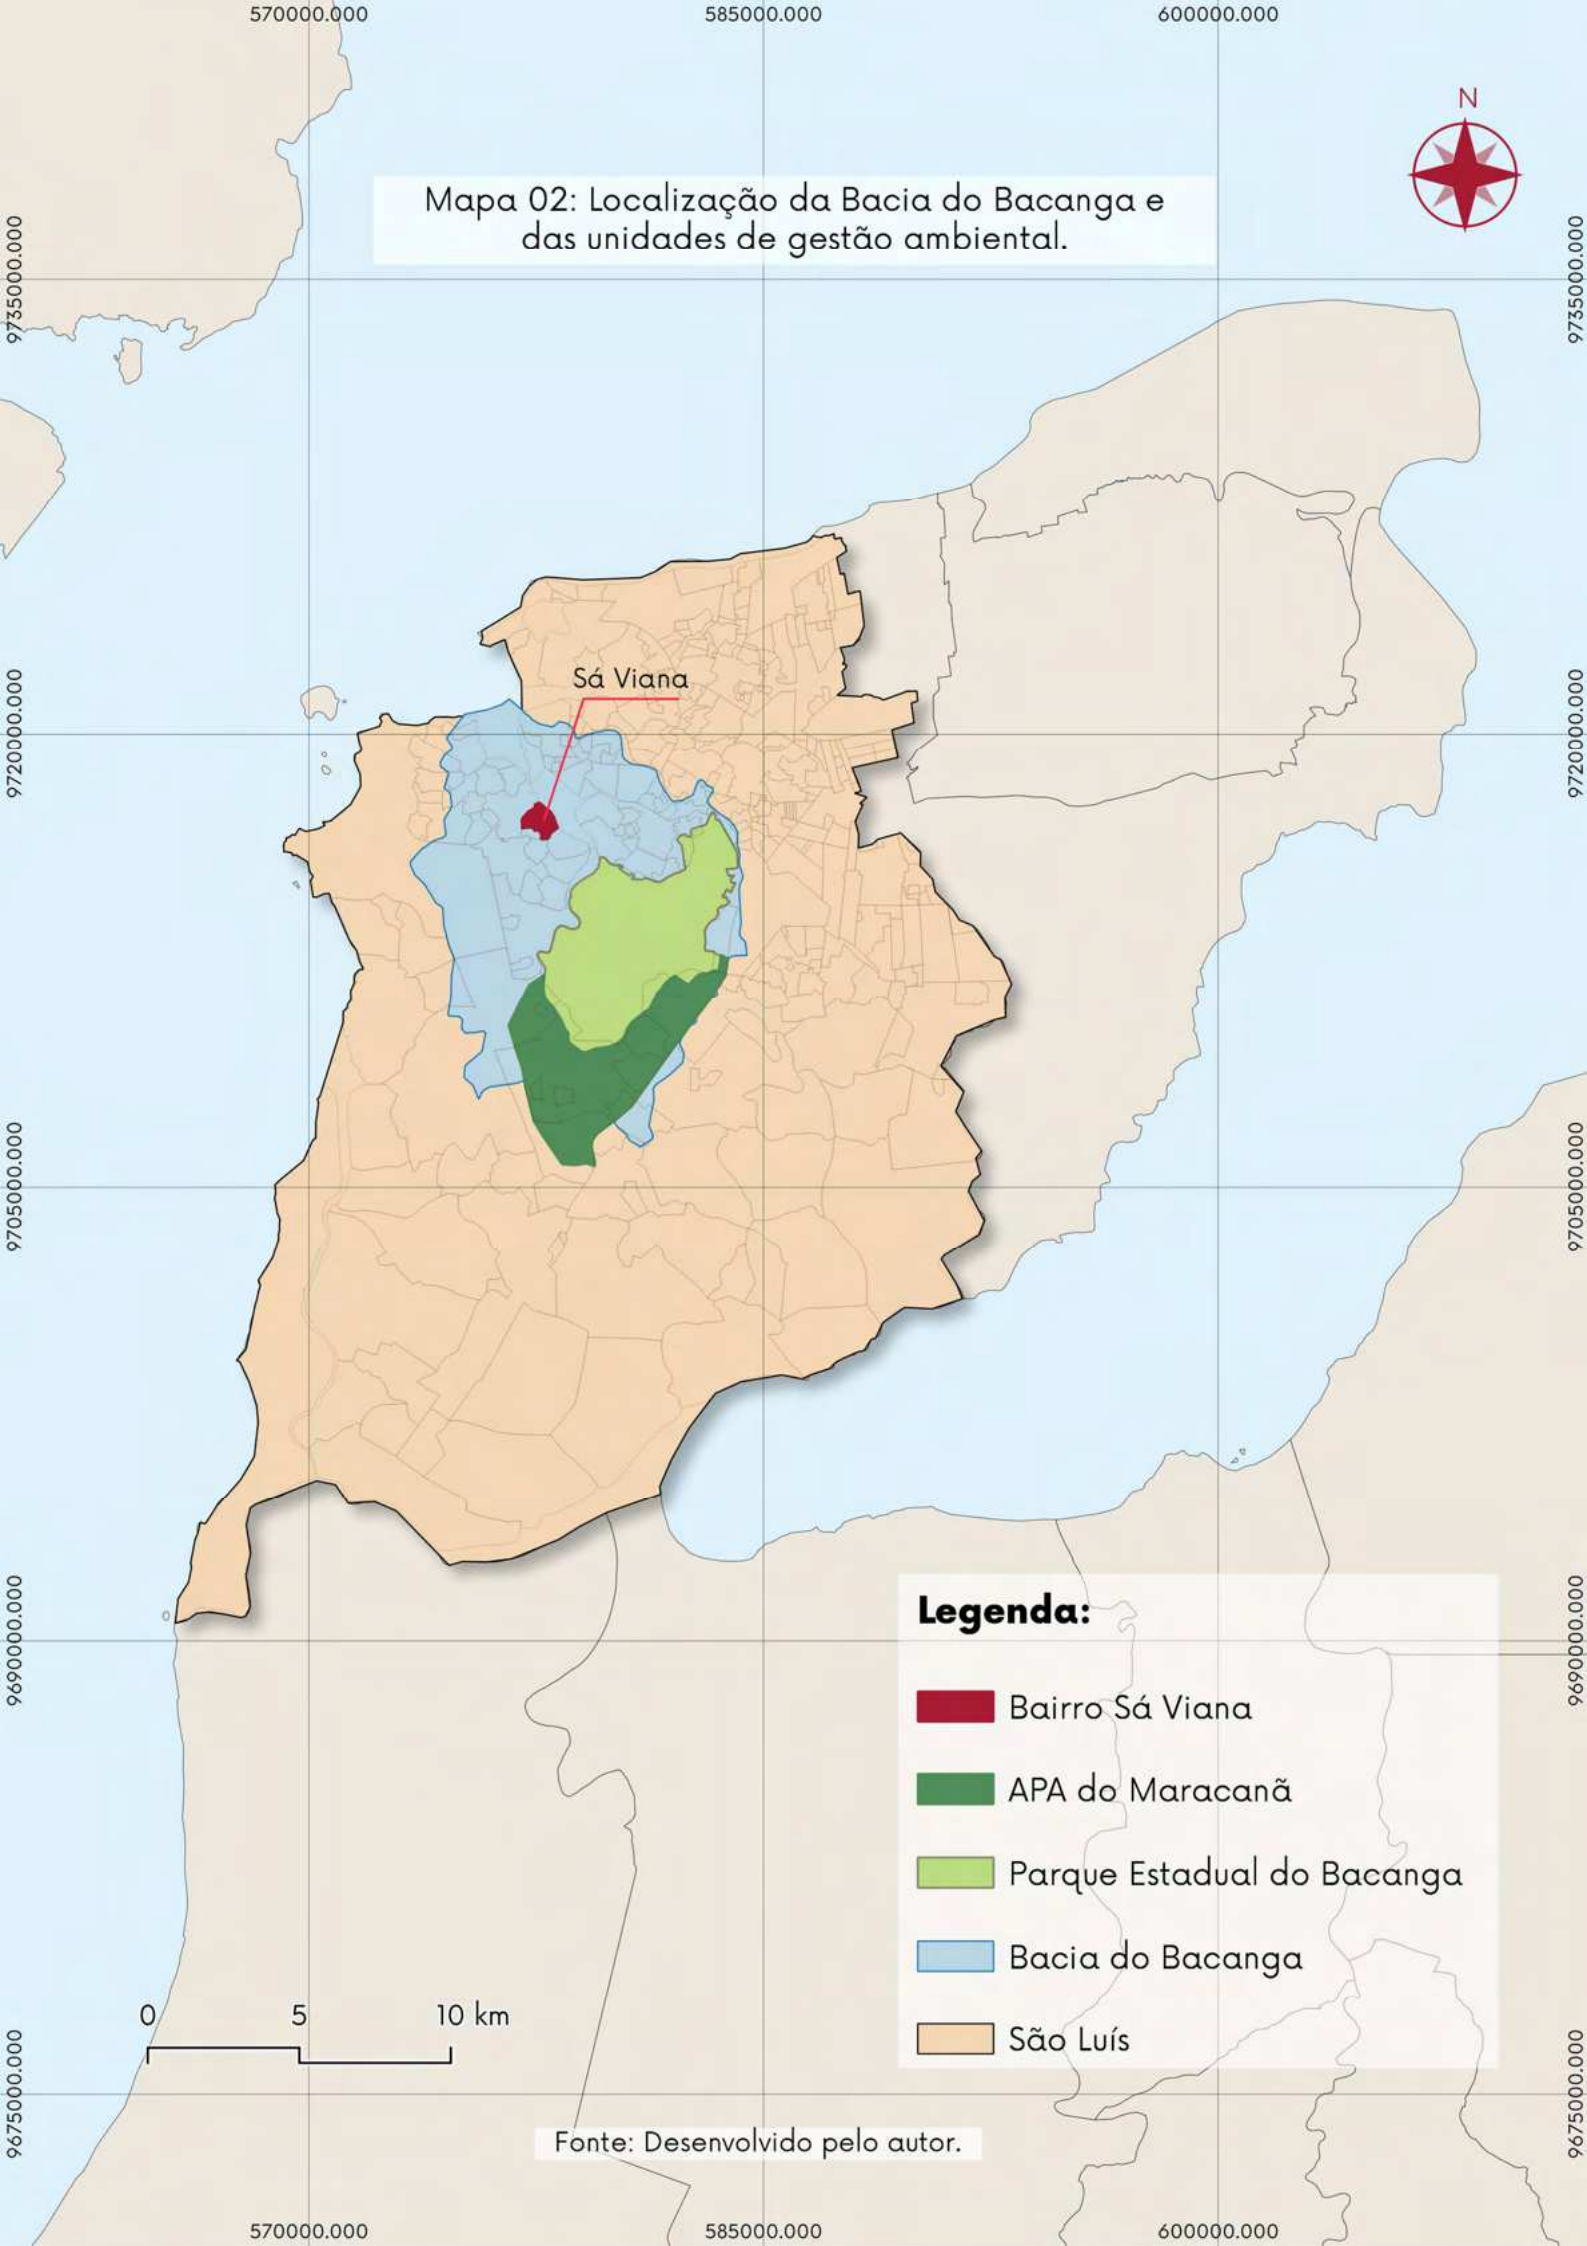 570000.000
585000.000
600000.000
N
Mapa 02: Localização da Bacia do Bacanga e
das unidades de gestão ambiental.
9735000.000
9735000.000
Sá Viana
9720000.000
9720000.000
9705000.000
9705000.000
9690000.000
9690000.000
Legenda:
Bairro Sá Viana
APA do Maracanã
Parque Estadual do Bacanga
Bacia do Bacanga
São Luís
0 5 10 km
9675000.000
9675000.000
Fonte: Desenvolvido pelo autor.
570000.000
585000.000
600000.000